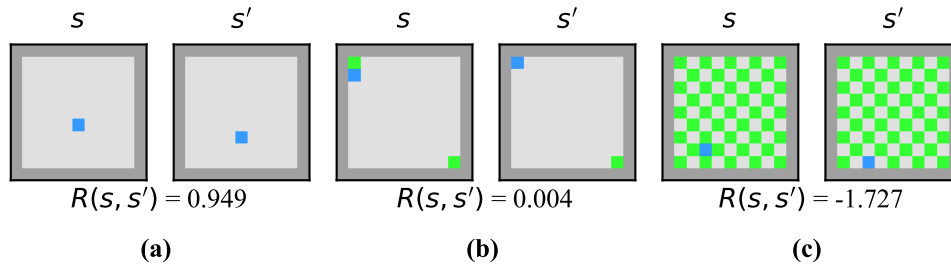 s s′ s s′ s s′
R(s, s′) = 0.949 R(s, s′) = 0.004 R(s, s′) = -1.727
(a) (b) (c)